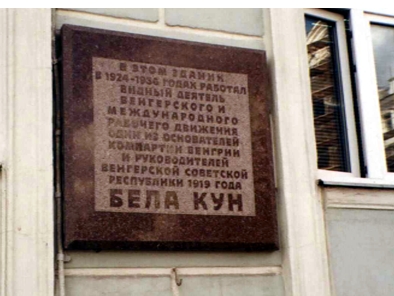 В ЭТОМ ЗДАНИИ
В 1924-1936 ГОДАХ РАБОТАЛ
ВИДНЫЙ ДЕЯТЕЛЬ
ВЕНГЕРСКОГО И
МЕЖДУНАРОДНОГО
РАБОЧЕГО ДВИЖЕНИЯ
ОДИН ИЗ ОСНОВАТЕЛЕЙ
КОМПАРТИИ ВЕНГРИИ
И РУКОВОДИТЕЛЕЙ
ВЕНГЕРСКОЙ СОВЕТСКОЙ
РЕСПУБЛИКИ 1919 ГОДА
БЕЛА КУН